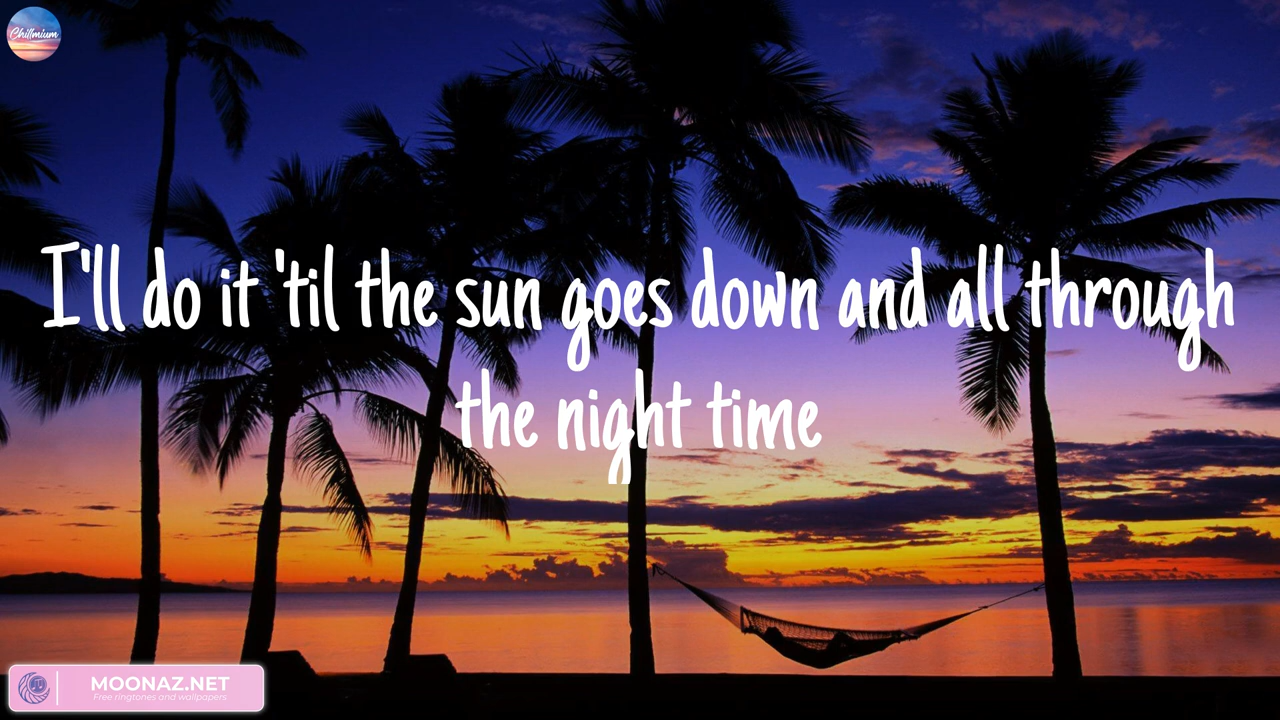 Chillmium
I'll do it 'til the sun goes down and all through
the night time
MOONAZ.NET
Free ringtones and wallpapers